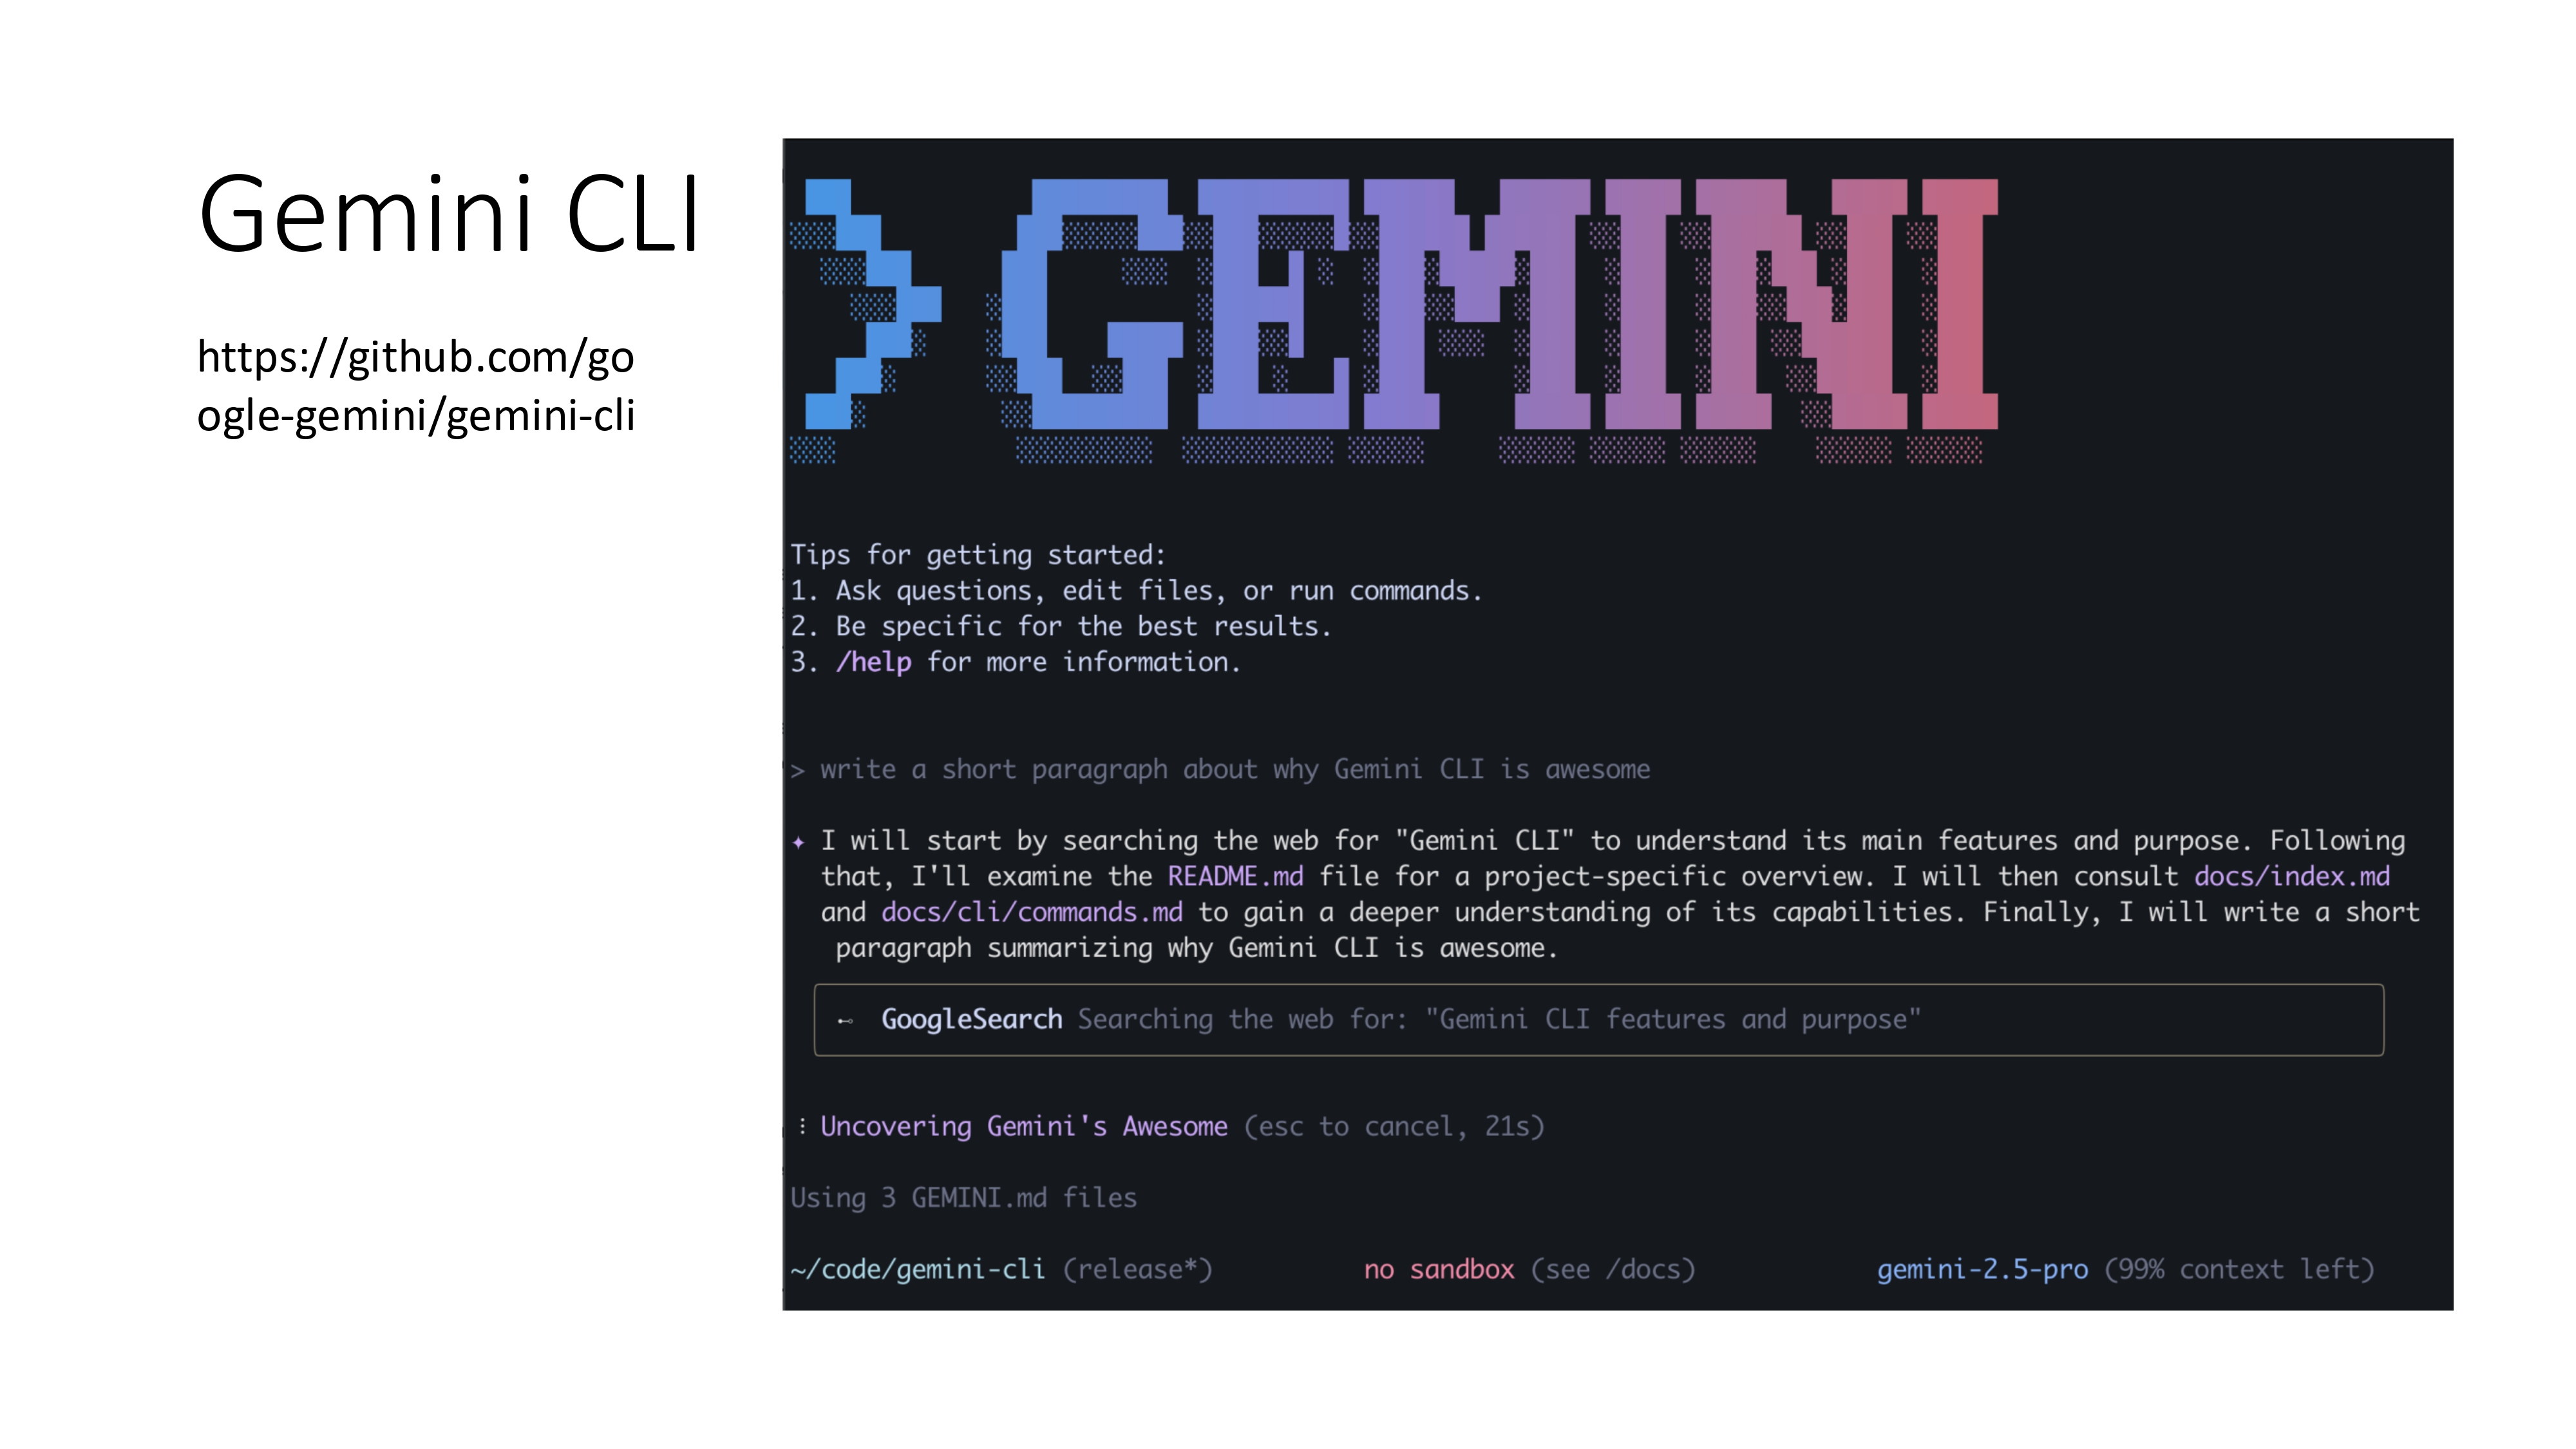 Gemini CLI
https://github.com/go
ogle-gemini/gemini-cli
> GEMINI
Tips for getting started:
1. Ask questions, edit files, or run commands.
2. Be specific for the best results.
3. /help for more information.
> write a short paragraph about why Gemini CLI is awesome
✦ I will start by searching the web for "Gemini CLI" to understand its main features and purpose. Following
that, I'll examine the README.md file for a project-specific overview. I will then consult docs/index.md
and docs/cli/commands.md to gain a deeper understanding of its capabilities. Finally, I will write a short
paragraph summarizing why Gemini CLI is awesome.
GoogleSearch Searching the web for: "Gemini CLI features and purpose"
Uncovering Gemini's Awesome (esc to cancel, 21s)
Using 3 GEMINI.md files
~/code/gemini-cli (release*) no sandbox (see /docs) gemini-2.5-pro (99% context left)